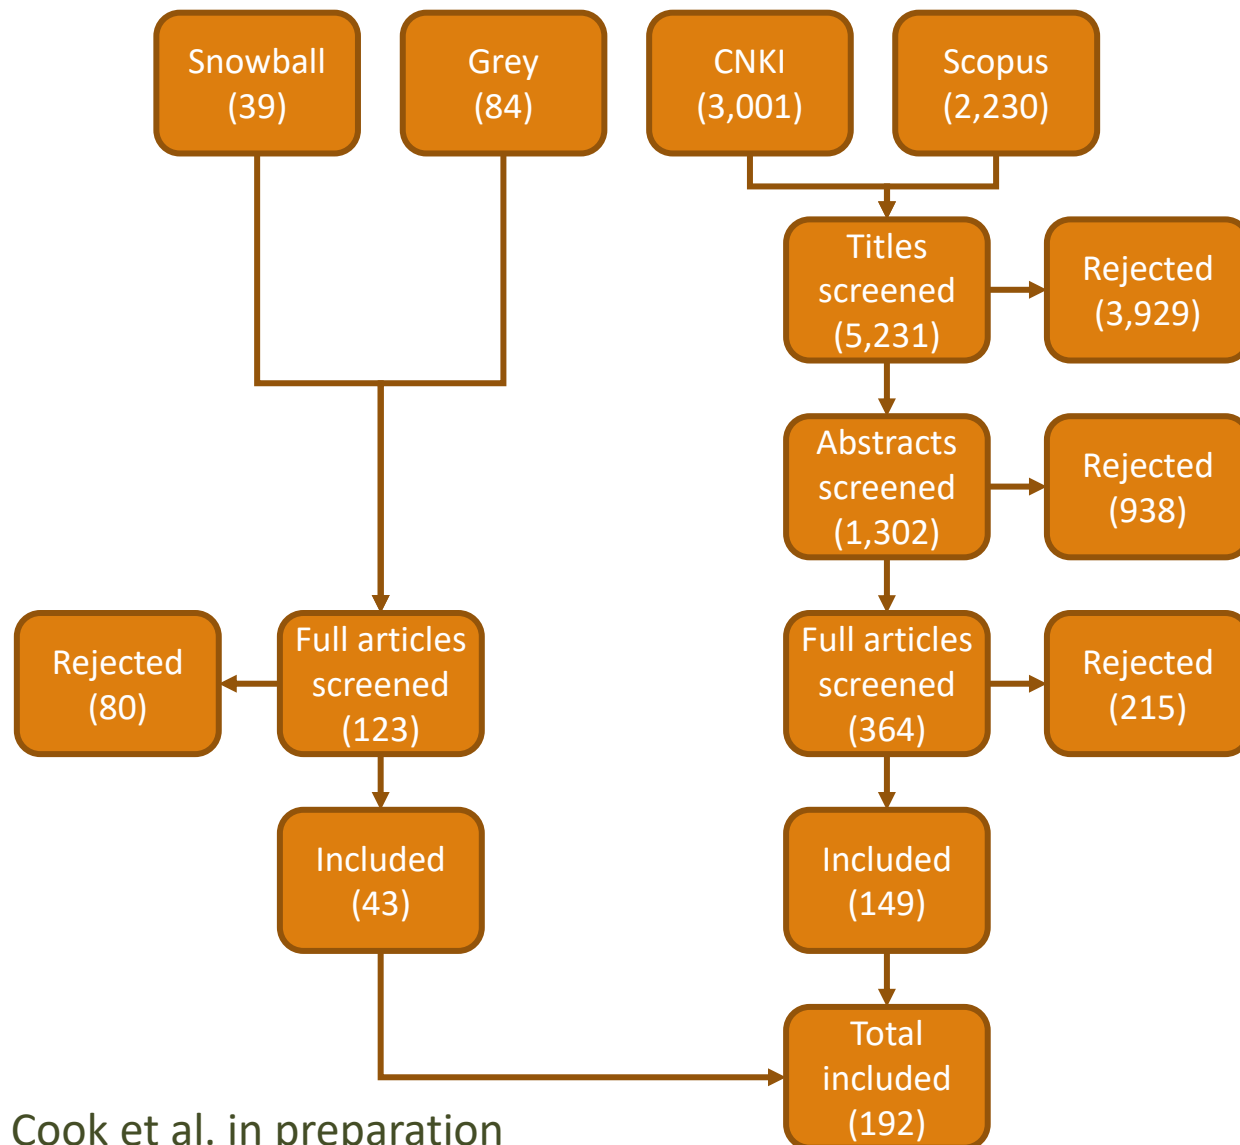 Snowball
(39)
Grey
(84)
CNKI
(3,001)
Scopus
(2,230)
Titles
screened
(5,231)
Rejected
(3,929)
Abstracts
screened
(1,302)
Rejected
(938)
Rejected
(80)
Full articles
screened
(123)
Full articles
screened
(364)
Rejected
(215)
Included
(43)
Included
(149)
Total
included
(192)
Cook et al. in preparation